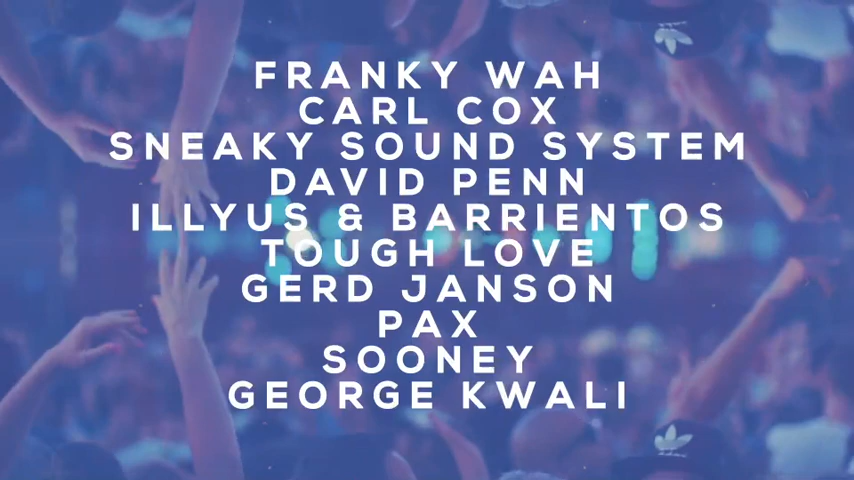 FRANKY WAH
CARL COX
SNEAKY SOUND SYSTEM
DAVID PENN
ILLYUS & BARRIENTOS
TOUGH LOVE
GERD JANSON
PAX
SOONEY
GEORGE KWALI